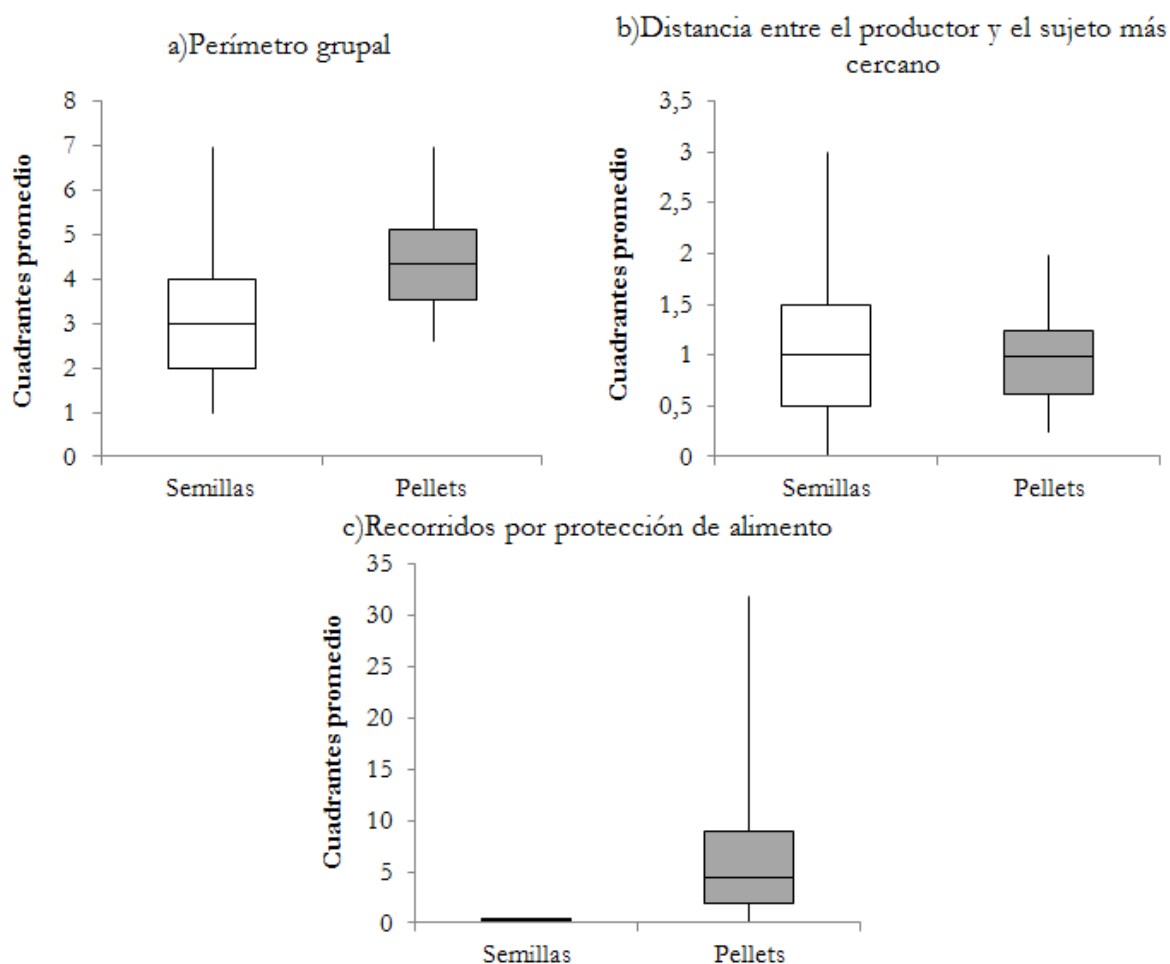 a)Perímetro grupal
Cuadrantes promedio
8
7
6
5
4
3
2
1
0
Semillas Pellets
b)Distancia entre el productor y el sujeto más
cercano
Cuadrantes promedio
3,5
3
2,5
2
1,5
1
0,5
0
Semillas Pellets
c)Recorridos por protección de alimento
Cuadrantes promedio
35
30
25
20
15
10
5
0
Semillas Pellets